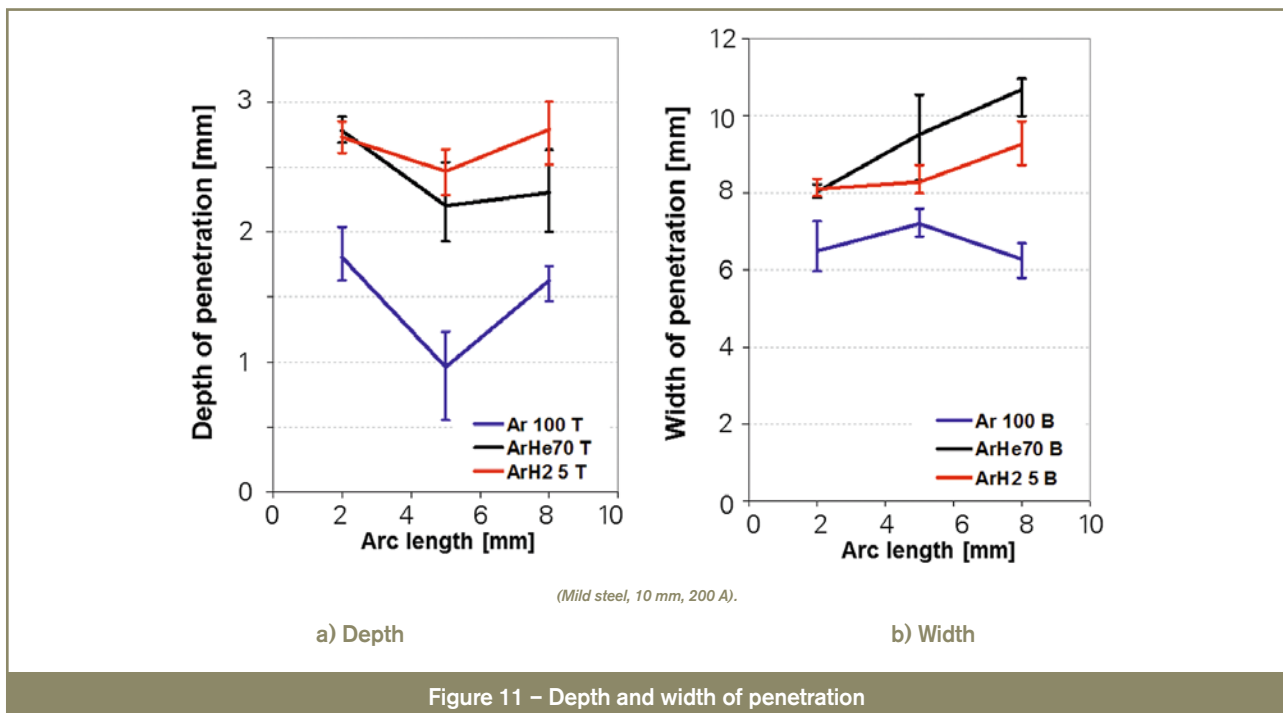 Depth of penetration [mm]
3
2
1
0
0 2 4 6 8 10
Arc length [mm]
Ar 100 T
ArHe70 T
ArH2 5 T
Width of penetration [mm]
12
10
8
6
4
2
0
0 2 4 6 8 10
Arc length [mm]
Ar 100 B
ArHe70 B
ArH2 5 B
(Mild steel, 10 mm, 200 A).
a) Depth
b) Width
Figure 11 – Depth and width of penetration